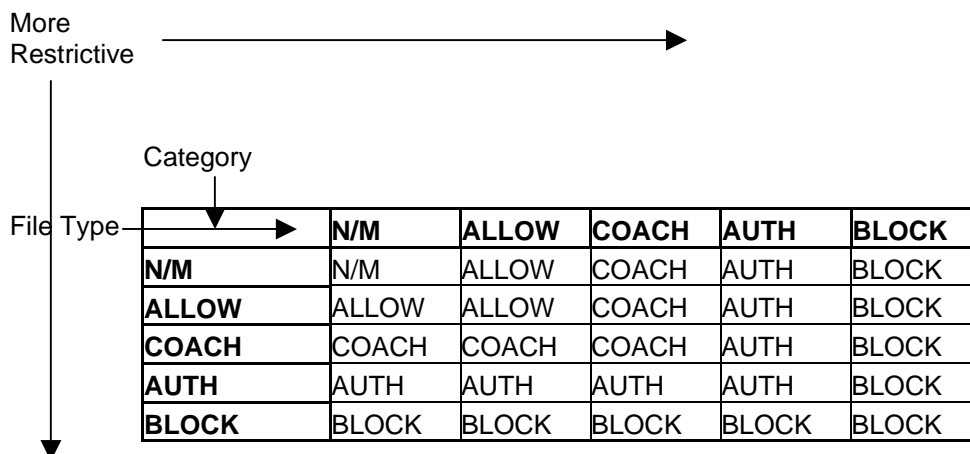 More
Restrictive
Category
File Type
N/M ALLOW COACH AUTH BLOCK
N/M N/M ALLOW COACH AUTH BLOCK
ALLOW ALLOW ALLOW COACH AUTH BLOCK
COACH COACH COACH COACH AUTH BLOCK
AUTH AUTH AUTH AUTH AUTH BLOCK
BLOCK BLOCK BLOCK BLOCK BLOCK BLOCK